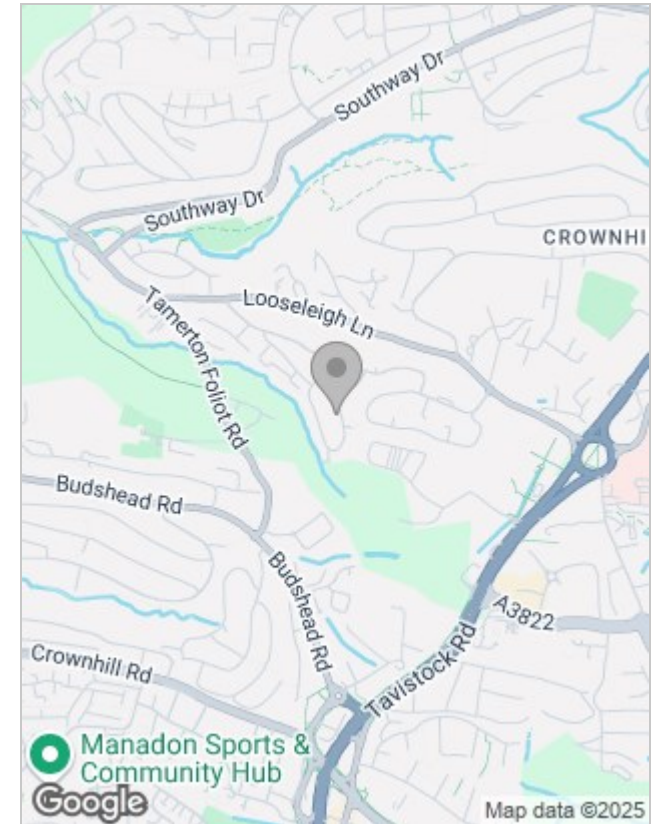 Southway Dr
Southway Dr
CROWNHI
Looseleigh Ln
Tamerton Foliot Rd
Budshead Rd
Budshead Rd
A3822
Tavistock Rd
Crownhill Rd
Manadon Sports &
Community Hub
Google
Map data ©2025